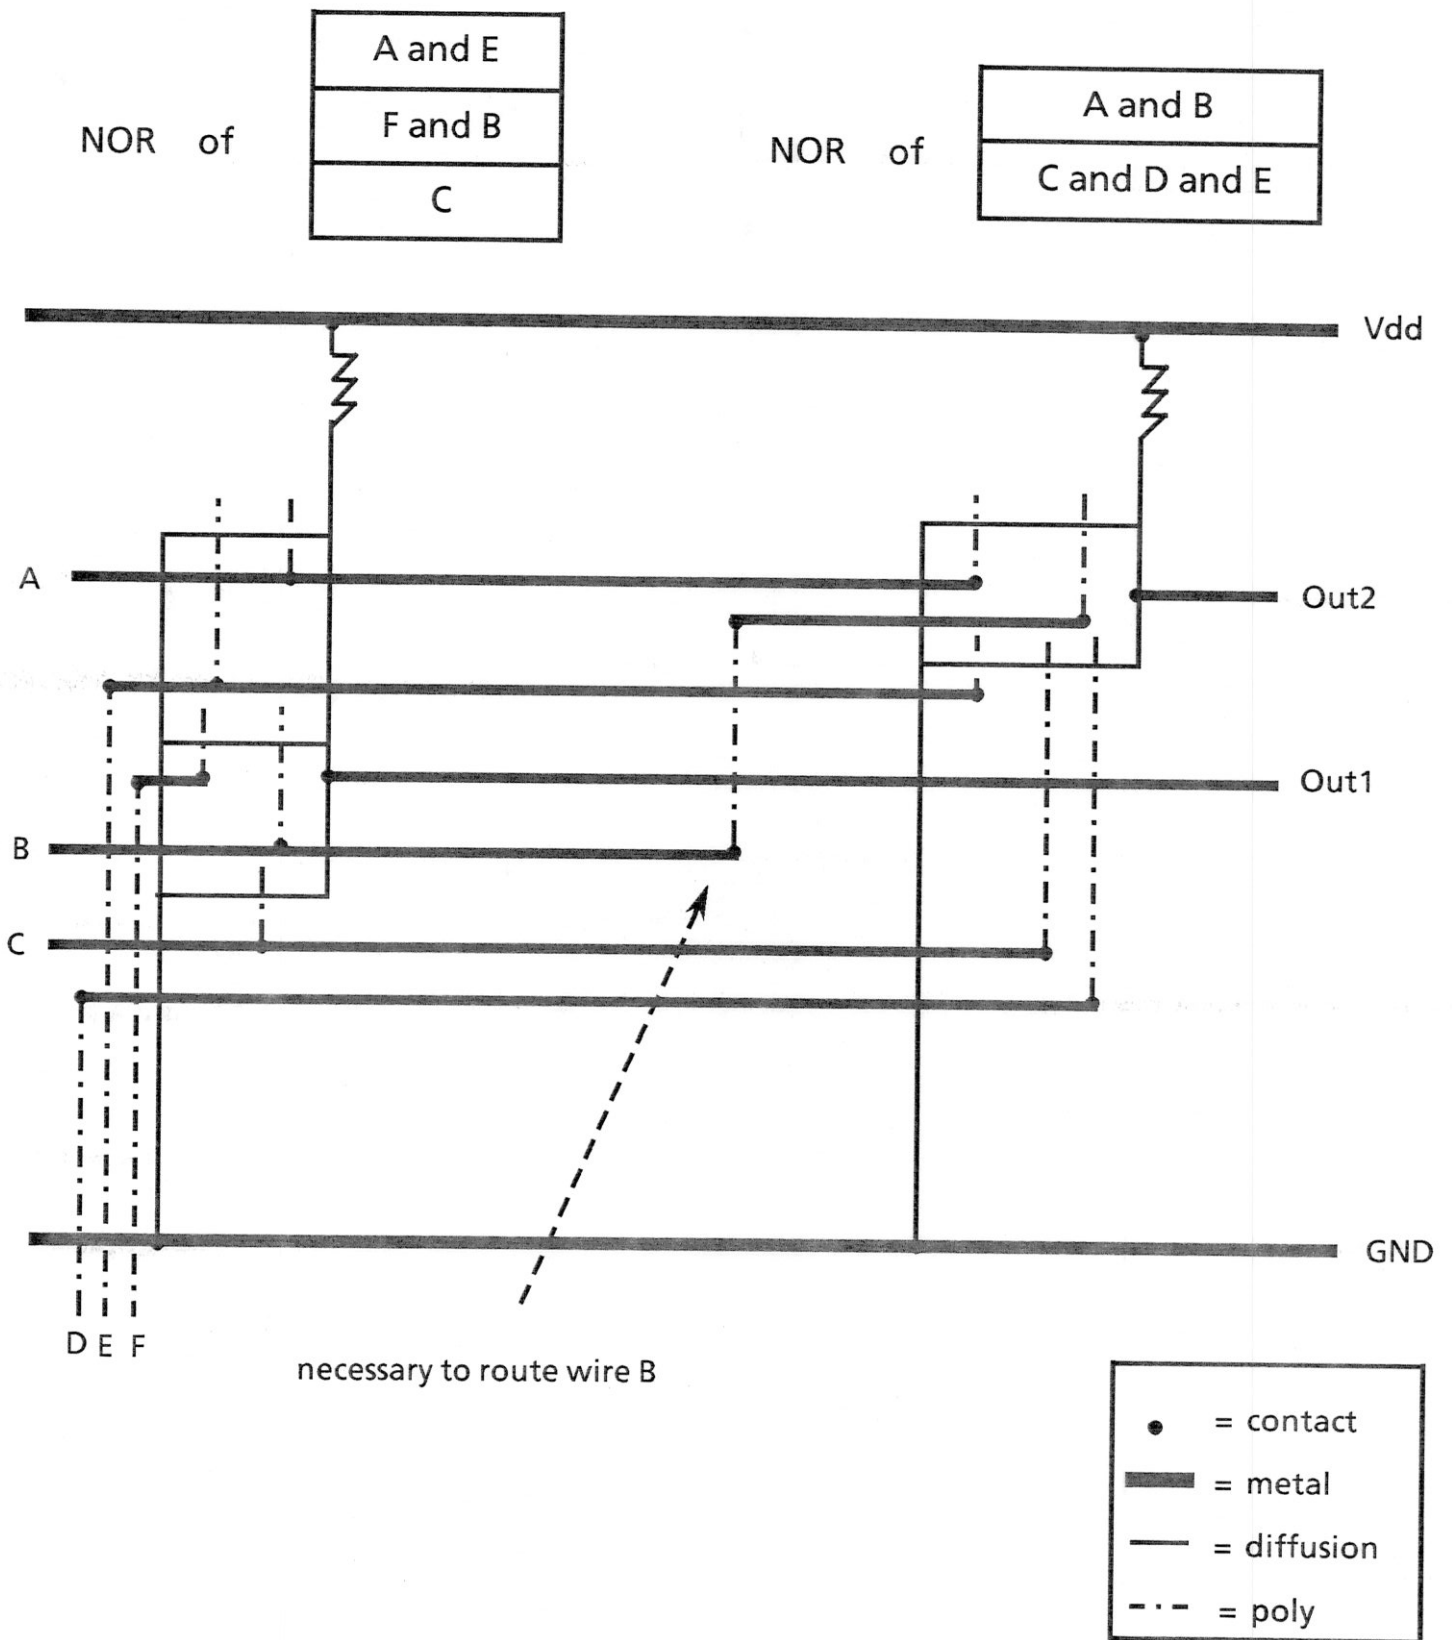 NOR of
A and E
F and B
C
NOR of
A and B
C and D and E
Vdd
A
Out2
Out1
B
C
GND
D E F
necessary to route wire B
= contact
= metal
= diffusion
= poly